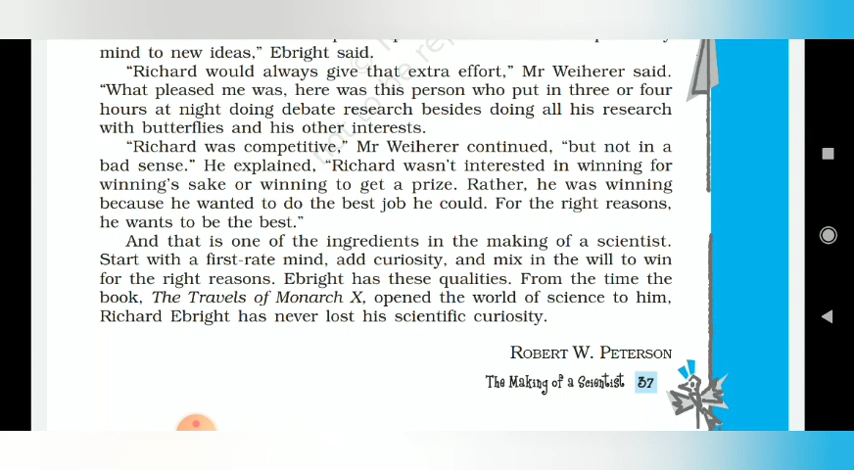 mind to new ideas," Ebright said.
"Richard would always give that extra effort," Mr Weiherer said.
"What pleased me was, here was this person who put in three or four
hours at night doing debate research besides doing all his research
with butterflies and his other interests.
"Richard was competitive," Mr Weiherer continued, "but not in a
bad sense." He explained, "Richard wasn't interested in winning for
winning's sake or winning to get a prize. Rather, he was winning
because he wanted to do the best job he could. For the right reasons,
he wants to be the best."
And that is one of the ingredients in the making of a scientist.
Start with a first-rate mind, add curiosity, and mix in the will to win
for the right reasons. Ebright has these qualities. From the time the
book, The Travels of Monarch X, opened the world of science to him,
Richard Ebright has never lost his scientific curiosity.
ROBERT W. PETERSON
The Making of a Scientist 37